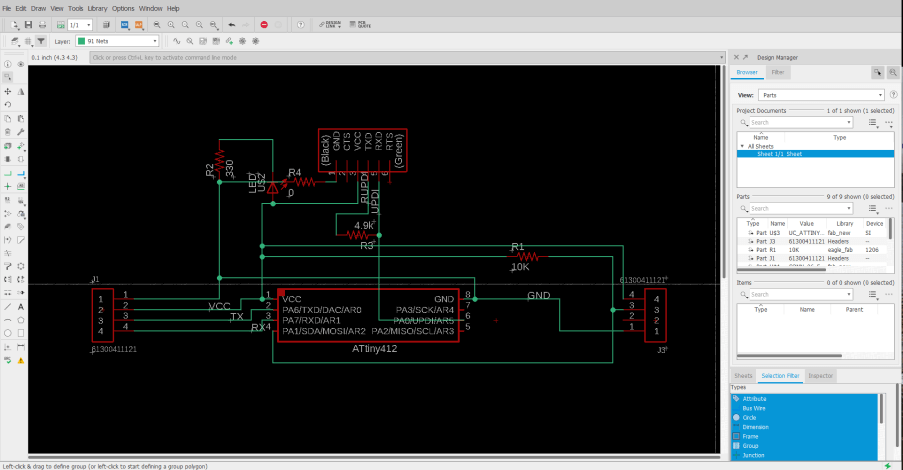 File Edit Draw View Tools Library Options Window Help
1/1
DESIGN LINK
PCB QUOTE
Layer: 91 Nets
0.1 inch (4.3 4.3)
Click or press Ctrl+L key to activate command line mode
(Black)
GND
CTS
VCC
TXD
RXD
RTS
(Green)
1
2
3
4
5
6
R2
330
LED
US2
R4
0
RUPDI
UPDI
4.9k
R3
R1
10K
J1
1
2
3
4
1
2
3
4
61300411121
VCC
TX
RX
1
2
3
4
VCC
PA6/TXD/DAC/AR0
PA7/RXD/AR1
PA1/SDA/MOSI/AR2
GND
PA3/SCK/AR4
PA0/UPDI/AR5
PA2/MISO/SCL/AR3
8
7
6
5
ATtiny412
GND
61300411121
4
3
2
1
4
3
2
1
J3
Design Manager
Browser Filter
View: Parts
Project Documents 1 of 1 shown (1 selected)
Search
Name Type
All Sheets
Sheet 1/1 Sheet
Parts 9 of 9 shown (0 selected)
Search
Type Name Value Library Device
Part U$3 UC_ATTINY... fab_new SI
Part J3 61300411121 Headers --
Part R1 10K eagle_fab 1206
Part J1 61300411121 Headers --
Items 0 of 0 shown (0 selected)
Search
Type Name Parent
Sheets Selection Filter Inspector
Types
Attribute
Bus Wire
Circle
Dimension
Frame
Group
Junction
Left-click & drag to define group (or left-click to start defining a group polygon)